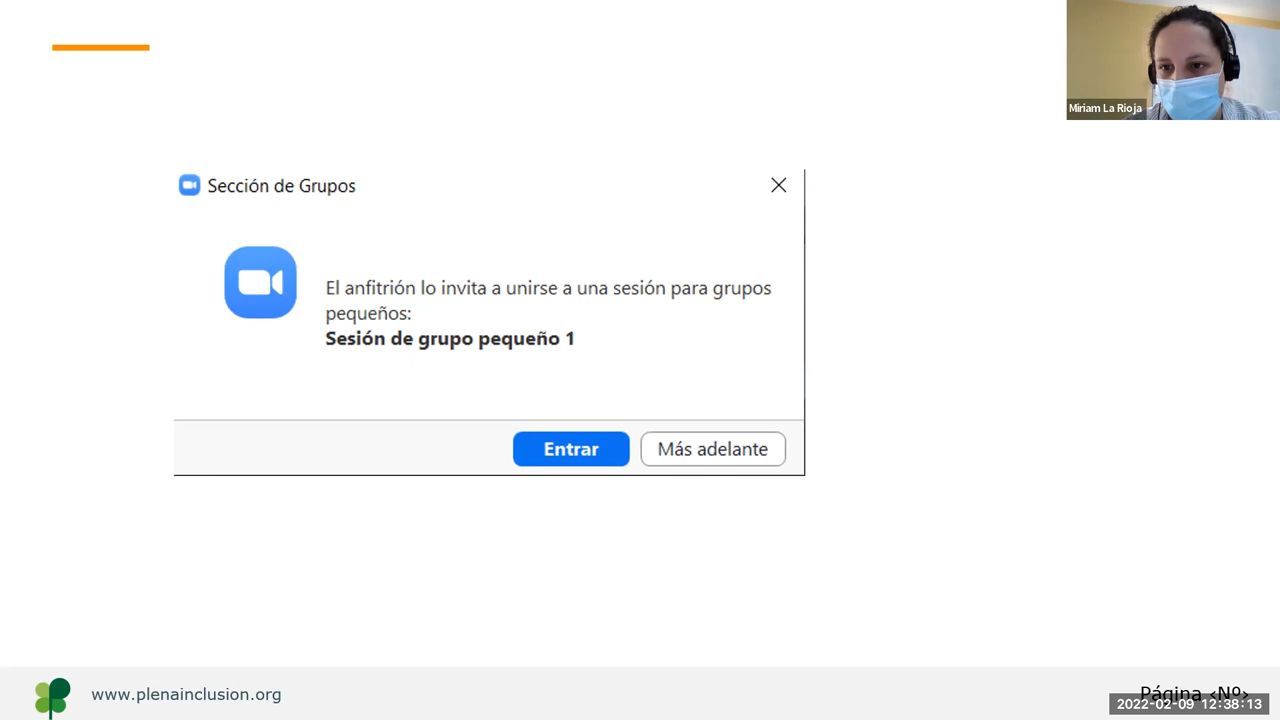 Miriam La Rioja
Sección de Grupos
El anfitrión lo invita a unirse a una sesión para grupos
pequeños:
Sesión de grupo pequeño 1
Entrar
Más adelante
www.plenainclusion.org
Página ‹Nº›
2022-02-09 12:38:13